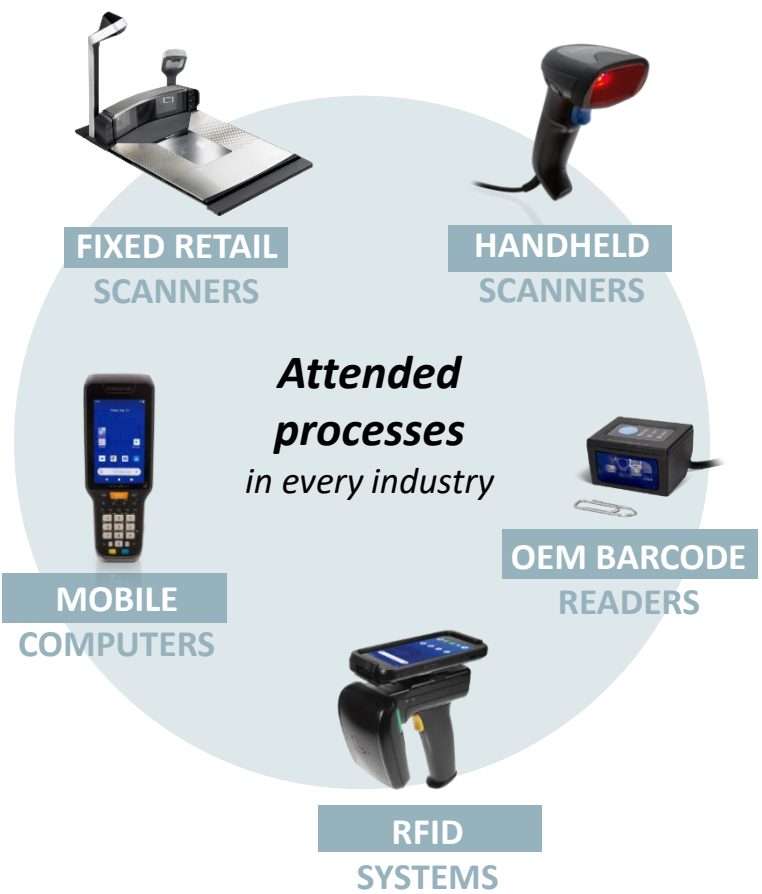 FIXED RETAIL
SCANNERS
HANDHELD
SCANNERS
Attended
processes
in every industry
MOBILE
COMPUTERS
OEM BARCODE
READERS
RFID
SYSTEMS